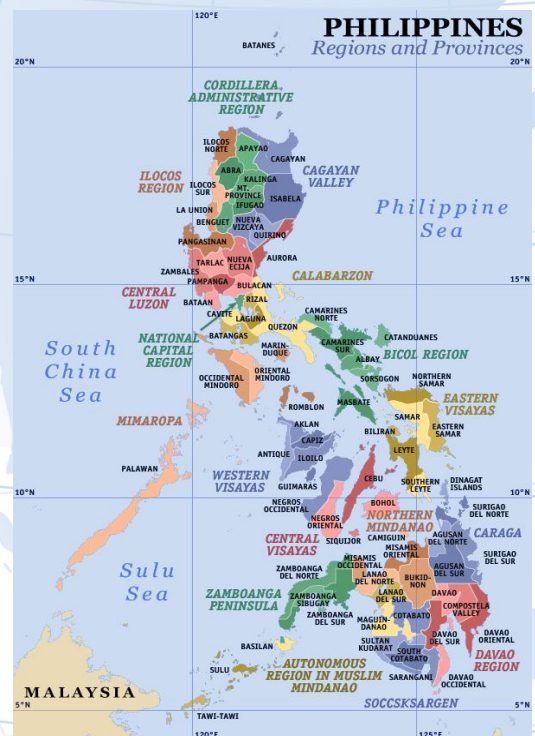 120°E
PHILIPPINES
Regions and Provinces
BATANES
20°N
20°N
CORDILLERA
ADMINISTRATIVE
REGION
ILOCOS
NORTE
APAYAO
CAGAYAN
ABRA
KALINGA
CAGAYAN
VALLEY
ILOCOS
REGION
ILOCOS
SUR
MT.
PROVINCE
IFUGAO
ISABELA
LA UNION
BENGUET
NUEVA
VIZCAYA
QUIRINO
Philippine
Sea
PANGASINAN
TARLAC
NUEVA
ECIJA
AURORA
ZAMBALES
PAMPANGA
BULACAN
CALABARZON
15°N
15°N
CENTRAL
LUZON
BATAAN
RIZAL
CAVITE
LAGUNA
QUEZON
BATANGAS
NATIONAL
CAPITAL
REGION
CAMARINES
NORTE
CAMARINES
SUR
CATANDUANES
ALBAY
BICOL REGION
MARIN-
DUQUE
SORSOGON
South
China
Sea
OCCIDENTAL
MINDORO
ORIENTAL
MINDORO
ROMBLON
MASBATE
NORTHERN
SAMAR
EASTERN
VISAYAS
SAMAR
EASTERN
SAMAR
BILIRAN
MIMAROPA
AKLAN
CAPIZ
ANTIQUE
ILOILO
LEYTE
PALAWAN
WESTERN
VISAYAS
GUIMARAS
CEBU
SOUTHERN
LEYTE
DINAGAT
ISLANDS
10°N
10°N
NEGROS
OCCIDENTAL
BOHOL
SURIGAO
DEL NORTE
NEGROS
ORIENTAL
NORTHERN
MINDANAO
CARAGA
CENTRAL
VISAYAS
SIQUIJOR
CAMIGUIN
AGUSAN
DEL NORTE
SURIGAO
DEL SUR
MISAMIS
ORIENTAL
MISAMIS
OCCIDENTAL
Sulu
Sea
ZAMBOANGA
DEL NORTE
LANAO
DEL NORTE
BUKID-
NON
AGUSAN
DEL SUR
ZAMBOANGA
PENINSULA
ZAMBOANGA
SIBUGAY
LANAO
DEL SUR
DAVAO
COMPOSTELA
VALLEY
ZAMBOANGA
DEL SUR
MAGUIN-
DANAO
COTABATO
DAVAO
DEL SUR
DAVAO
ORIENTAL
BASILAN
SULTAN
KUDARAT
SOUTH
COTABATO
DAVAO
REGION
SULU
AUTONOMOUS
REGION IN MUSLIM
MINDANAO
SARANGANI
DAVAO
OCCIDENTAL
MALAYSIA
SOCCSKSARGEN
5°N
5°N
TAWI-TAWI
120°E
125°E